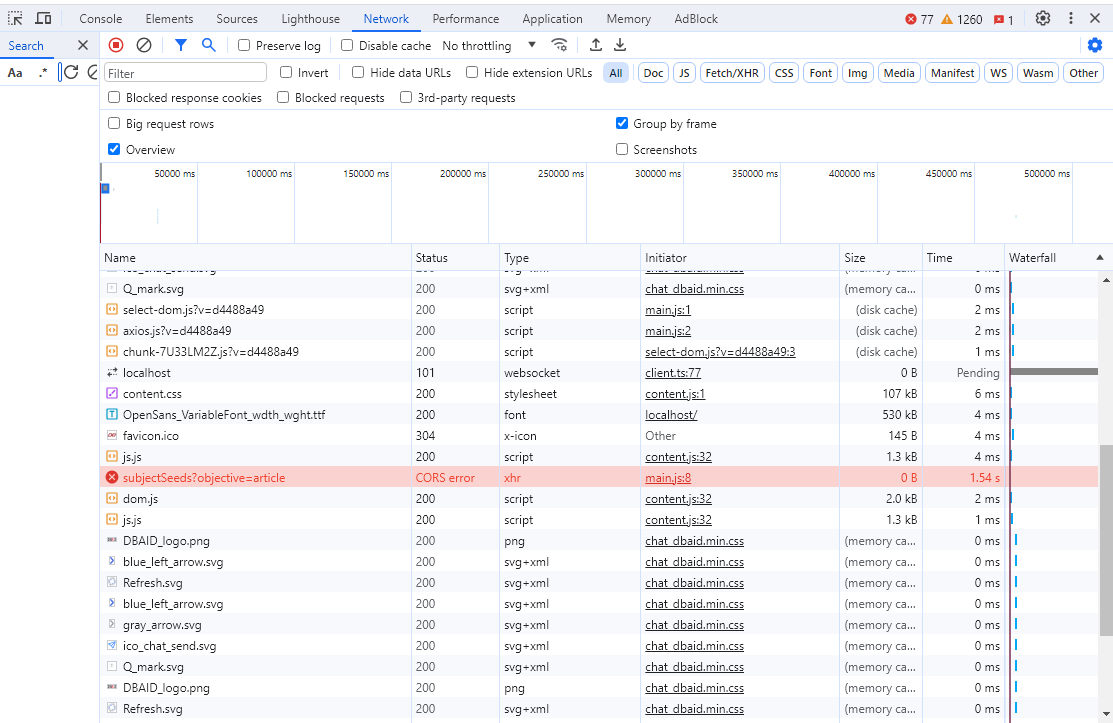 Console Elements Sources Lighthouse Network Performance Application Memory AdBlock 77 1260 1
Search Preserve log Disable cache No throttling
Aa .* Filter Invert Hide data URLs Hide extension URLs All Doc JS Fetch/XHR CSS Font Img Media Manifest WS Wasm Other
Blocked response cookies Blocked requests 3rd-party requests
Big request rows Group by frame
Overview Screenshots
50000 ms 100000 ms 150000 ms 200000 ms 250000 ms 300000 ms 350000 ms 400000 ms 450000 ms 500000 ms
Name Status Type Initiator Size Time Waterfall
ico_chat_send.svg 200 svg+xml chat_dbaid.min.css (memory ca... 0 ms
Q_mark.svg 200 svg+xml chat_dbaid.min.css (memory ca... 0 ms
select-dom.js?v=d4488a49 200 script main.js:1 (disk cache) 2 ms
axios.js?v=d4488a49 200 script main.js:2 (disk cache) 2 ms
chunk-7U33LM2Z.js?v=d4488a49 200 script select-dom.js?v=d4488a49:3 (disk cache) 1 ms
localhost 101 websocket client.ts:77 0 B Pending
content.css 200 stylesheet content.js:1 107 kB 6 ms
OpenSans_VariableFont_wdth_wght.ttf 200 font localhost/ 530 kB 4 ms
favicon.ico 304 x-icon Other 145 B 4 ms
js.js 200 script content.js:32 1.3 kB 4 ms
subjectSeeds?objective=article CORS error xhr main.js:8 0 B 1.54 s
dom.js 200 script content.js:32 2.0 kB 2 ms
js.js 200 script content.js:32 1.3 kB 1 ms
DBAID_logo.png 200 png chat_dbaid.min.css (memory ca... 0 ms
blue_left_arrow.svg 200 svg+xml chat_dbaid.min.css (memory ca... 0 ms
Refresh.svg 200 svg+xml chat_dbaid.min.css (memory ca... 0 ms
blue_left_arrow.svg 200 svg+xml chat_dbaid.min.css (memory ca... 0 ms
gray_arrow.svg 200 svg+xml chat_dbaid.min.css (memory ca... 0 ms
ico_chat_send.svg 200 svg+xml chat_dbaid.min.css (memory ca... 0 ms
Q_mark.svg 200 svg+xml chat_dbaid.min.css (memory ca... 0 ms
DBAID_logo.png 200 png chat_dbaid.min.css (memory ca... 0 ms
Refresh.svg 200 svg+xml chat_dbaid.min.css (memory ca... 0 ms